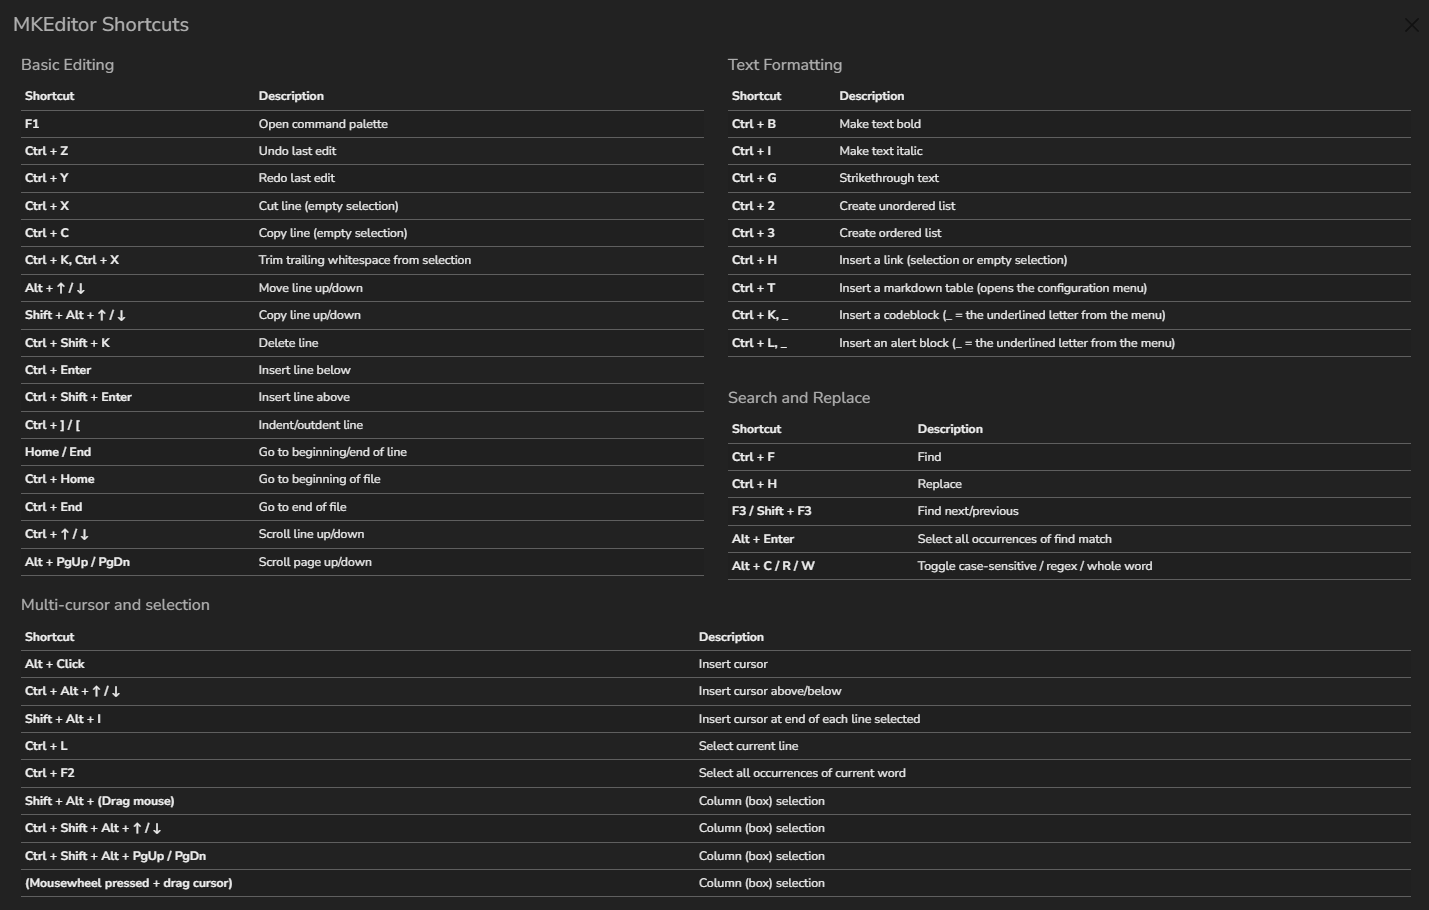 MKEditor Shortcuts
Basic Editing
Shortcut Description
F1 Open command palette
Ctrl + Z Undo last edit
Ctrl + Y Redo last edit
Ctrl + X Cut line (empty selection)
Ctrl + C Copy line (empty selection)
Ctrl + K, Ctrl + X Trim trailing whitespace from selection
Alt + ↑ / ↓ Move line up/down
Shift + Alt + ↑ / ↓ Copy line up/down
Ctrl + Shift + K Delete line
Ctrl + Enter Insert line below
Ctrl + Shift + Enter Insert line above
Ctrl + ] / [ Indent/outdent line
Home / End Go to beginning/end of line
Ctrl + Home Go to beginning of file
Ctrl + End Go to end of file
Ctrl + ↑ / ↓ Scroll line up/down
Alt + PgUp / PgDn Scroll page up/down
Text Formatting
Shortcut Description
Ctrl + B Make text bold
Ctrl + I Make text italic
Ctrl + G Strikethrough text
Ctrl + 2 Create unordered list
Ctrl + 3 Create ordered list
Ctrl + H Insert a link (selection or empty selection)
Ctrl + T Insert a markdown table (opens the configuration menu)
Ctrl + K, _ Insert a codeblock (_ = the underlined letter from the menu)
Ctrl + L, _ Insert an alert block (_ = the underlined letter from the menu)
Search and Replace
Shortcut Description
Ctrl + F Find
Ctrl + H Replace
F3 / Shift + F3 Find next/previous
Alt + Enter Select all occurrences of find match
Alt + C / R / W Toggle case-sensitive / regex / whole word
Multi-cursor and selection
Shortcut Description
Alt + Click Insert cursor
Ctrl + Alt + ↑ / ↓ Insert cursor above/below
Shift + Alt + I Insert cursor at end of each line selected
Ctrl + L Select current line
Ctrl + F2 Select all occurrences of current word
Shift + Alt + (Drag mouse) Column (box) selection
Ctrl + Shift + Alt + ↑ / ↓ Column (box) selection
Ctrl + Shift + Alt + PgUp / PgDn Column (box) selection
(Mousewheel pressed + drag cursor) Column (box) selection